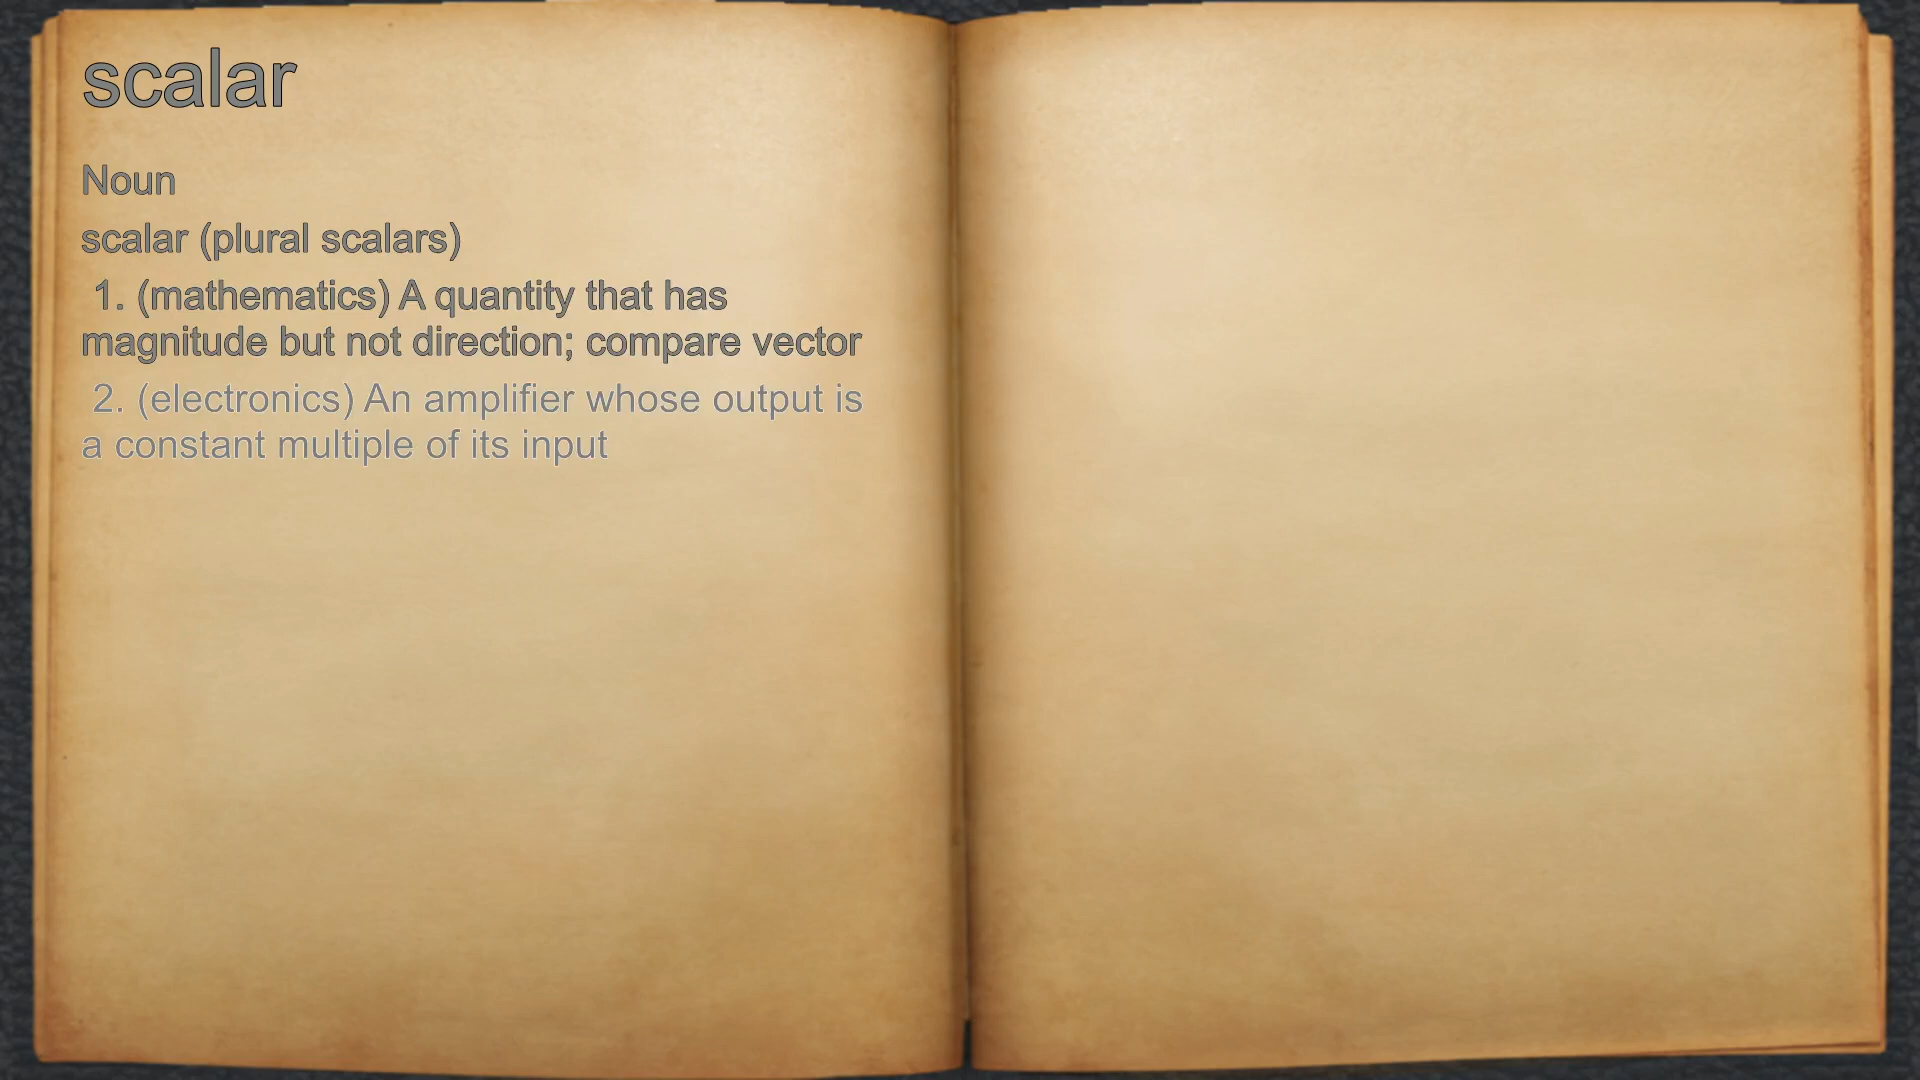 scalar
Noun
scalar (plural scalars)
1. (mathematics) A quantity that has
magnitude but not direction; compare vector
2. (electronics) An amplifier whose output is
a constant multiple of its input